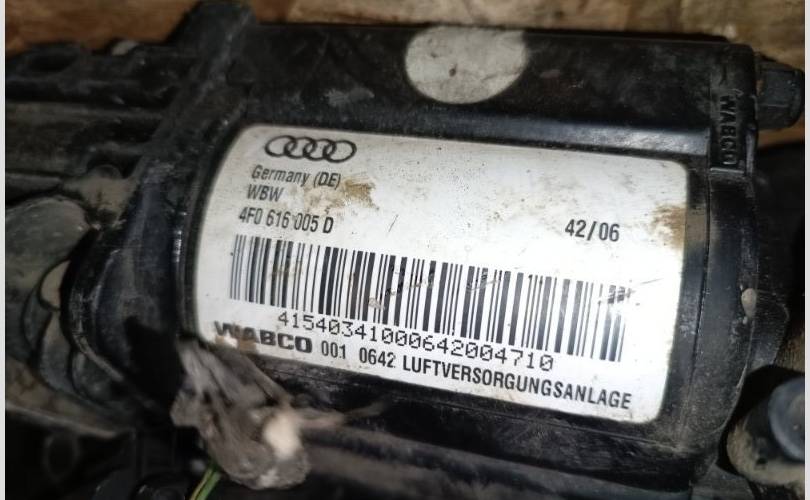 Germany (DE)
WBW
4F0 616 005 D
42/06
41540341000642004710
WABCO 001 0642 LUFTVERSORGUNGSANLAGE
WABCO